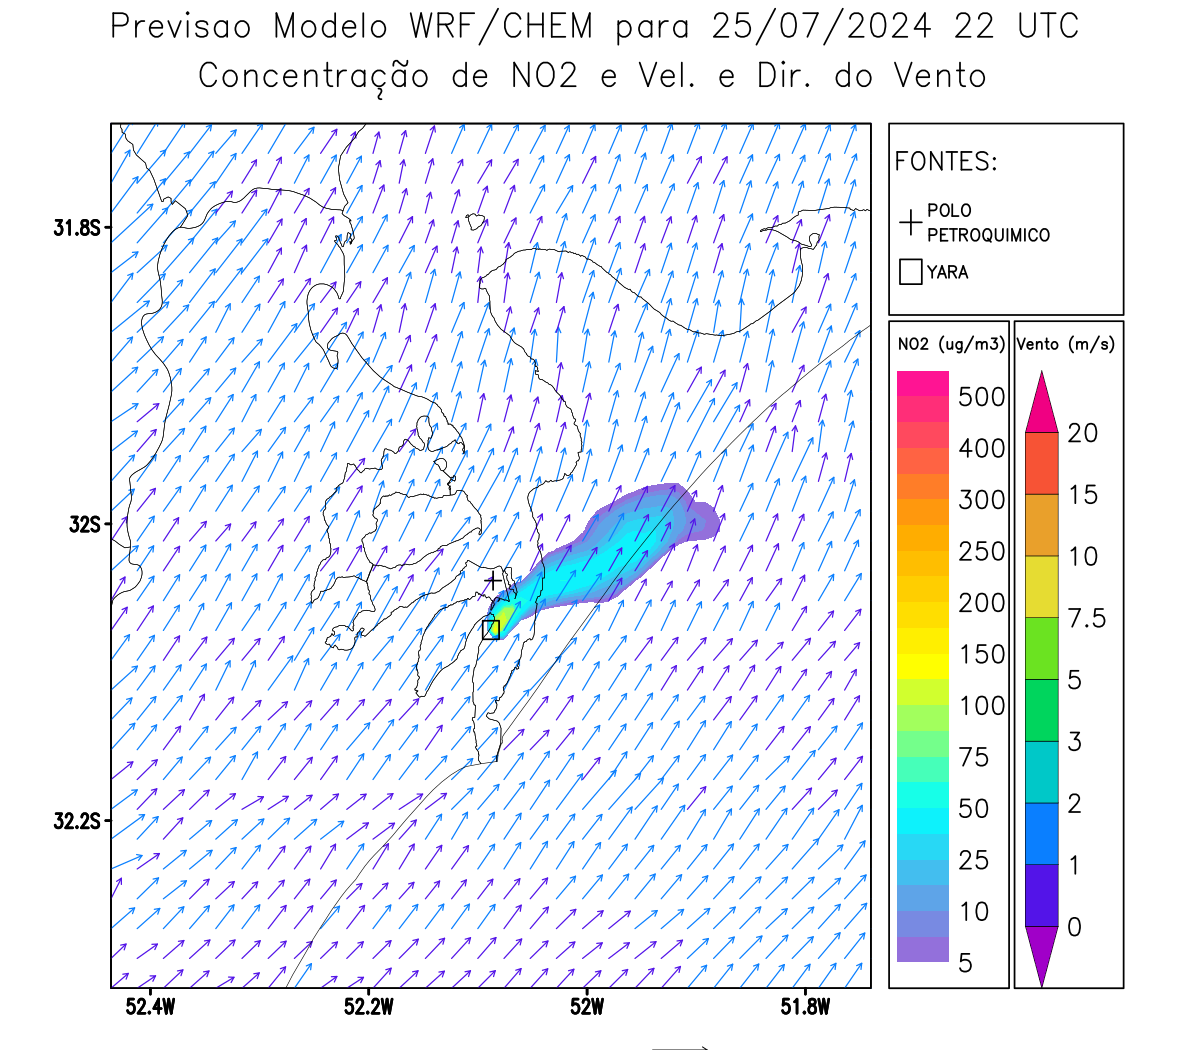 Previsao Modelo WRF/CHEM para 25/07/2024 22 UTC
Concentração de NO2 e Vel. e Dir. do Vento
FONTES:
POLO
PETROQUIMICO
YARA
NO2 (ug/m3)
500
400
300
250
200
150
100
75
50
25
10
5
Vento (m/s)
20
15
10
7.5
5
3
2
1
0
31.8S
32S
32.2S
52.4W
52.2W
52W
51.8W